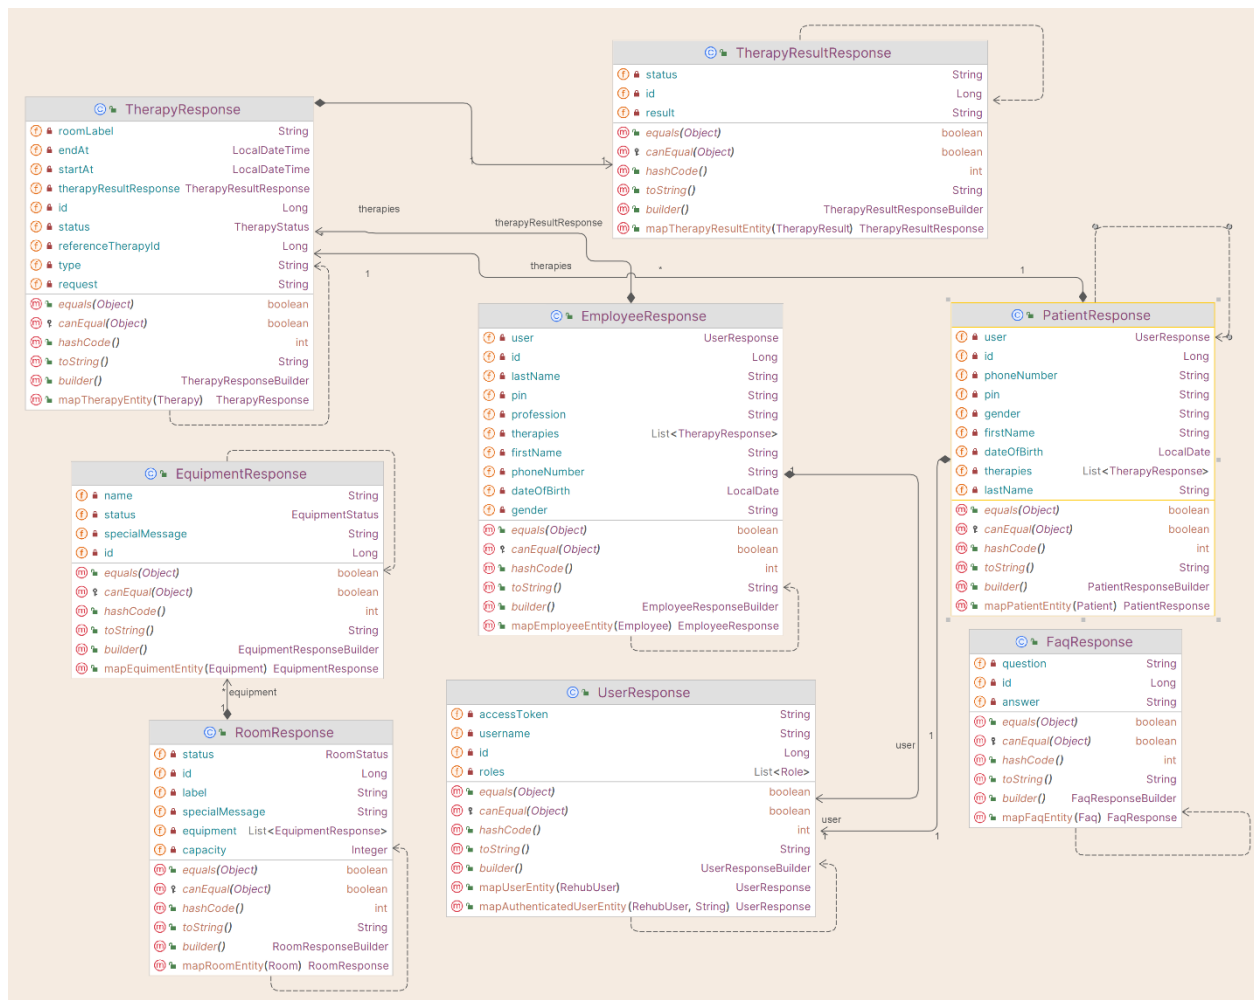 TherapyResultResponse
status String
id Long
result String
equals(Object) boolean
canEqual(Object) boolean
hashCode() int
toString() String
builder() TherapyResultResponseBuilder
mapTherapyResultEntity(TherapyResult) TherapyResultResponse
TherapyResponse
roomLabel String
endAt LocalDateTime
startAt LocalDateTime
therapyResultResponse TherapyResultResponse
id Long
status TherapyStatus
referenceTherapyId Long
type String
request String
equals(Object) boolean
canEqual(Object) boolean
hashCode() int
toString() String
builder() TherapyResponseBuilder
mapTherapyEntity(Therapy) TherapyResponse
1
1
therapies
therapyResultResponse
*
therapies
*
1
1
EmployeeResponse
user UserResponse
id Long
lastName String
pin String
profession String
therapies List<TherapyResponse>
firstName String
phoneNumber String
dateOfBirth LocalDate
gender String
equals(Object) boolean
canEqual(Object) boolean
hashCode() int
toString() String
builder() EmployeeResponseBuilder
mapEmployeeEntity(Employee) EmployeeResponse
1
PatientResponse
user UserResponse
id Long
phoneNumber String
pin String
gender String
firstName String
dateOfBirth LocalDate
therapies List<TherapyResponse>
lastName String
equals(Object) boolean
canEqual(Object) boolean
hashCode() int
toString() String
builder() PatientResponseBuilder
mapPatientEntity(Patient) PatientResponse
EquipmentResponse
name String
status EquipmentStatus
specialMessage String
id Long
equals(Object) boolean
canEqual(Object) boolean
hashCode() int
toString() String
builder() EquipmentResponseBuilder
mapEquimentEntity(Equipment) EquipmentResponse
* equipment
1
RoomResponse
status RoomStatus
id Long
label String
specialMessage String
equipment List<EquipmentResponse>
capacity Integer
equals(Object) boolean
canEqual(Object) boolean
hashCode() int
toString() String
builder() RoomResponseBuilder
mapRoomEntity(Room) RoomResponse
UserResponse
accessToken String
username String
id Long
roles List<Role>
equals(Object) boolean
canEqual(Object) boolean
hashCode() int
toString() String
builder() UserResponseBuilder
mapUserEntity(RehubUser) UserResponse
mapAuthenticatedUserEntity(RehubUser, String) UserResponse
user
1
user
1
1
FaqResponse
question String
id Long
answer String
equals(Object) boolean
canEqual(Object) boolean
hashCode() int
toString() String
builder() FaqResponseBuilder
mapFaqEntity(Faq) FaqResponse